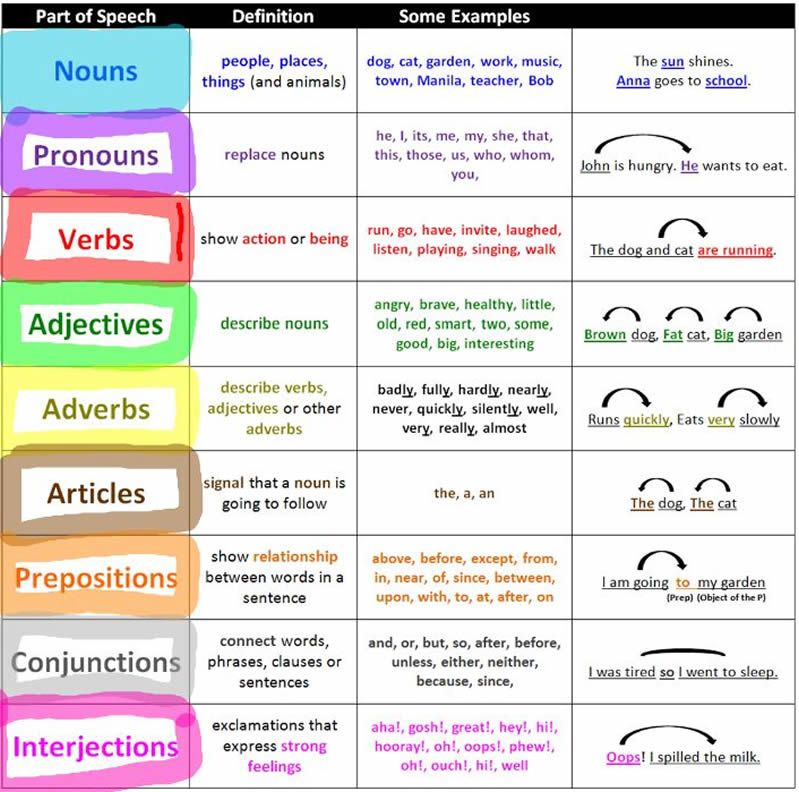 Part of Speech Definition Some Examples
Nouns
people, places,
things (and animals)
dog, cat, garden, work, music,
town, Manila, teacher, Bob
The sun shines.
Anna goes to school.
Pronouns
replace nouns
he, I, its, me, my, she, that,
this, those, us, who, whom,
you,
John is hungry. He wants to eat.
Verbs
show action or being
run, go, have, invite, laughed,
listen, playing, singing, walk
The dog and cat are running.
Adjectives
describe nouns
angry, brave, healthy, little,
old, red, smart, two, some,
good, big, interesting
Brown dog, Fat cat, Big garden
Adverbs
describe verbs,
adjectives or other
adverbs
badly, fully, hardly, nearly,
never, quickly, silently, well,
very, really, almost
Runs quickly, Eats very slowly
Articles
signal that a noun is
going to follow
the, a, an
The dog, The cat
Prepositions
show relationship
between words in a
sentence
above, before, except, from,
in, near, of, since, between,
upon, with, to, at, after, on
I am going to my garden
(Prep) (Object of the P)
Conjunctions
connect words,
phrases, clauses or
sentences
and, or, but, so, after, before,
unless, either, neither,
because, since,
I was tired so I went to sleep.
Interjections
exclamations that
express strong
feelings
aha!, gosh!, great!, hey!, hi!,
hooray!, oh!, oops!, phew!,
oh!, ouch!, hi!, well
Oops! I spilled the milk.